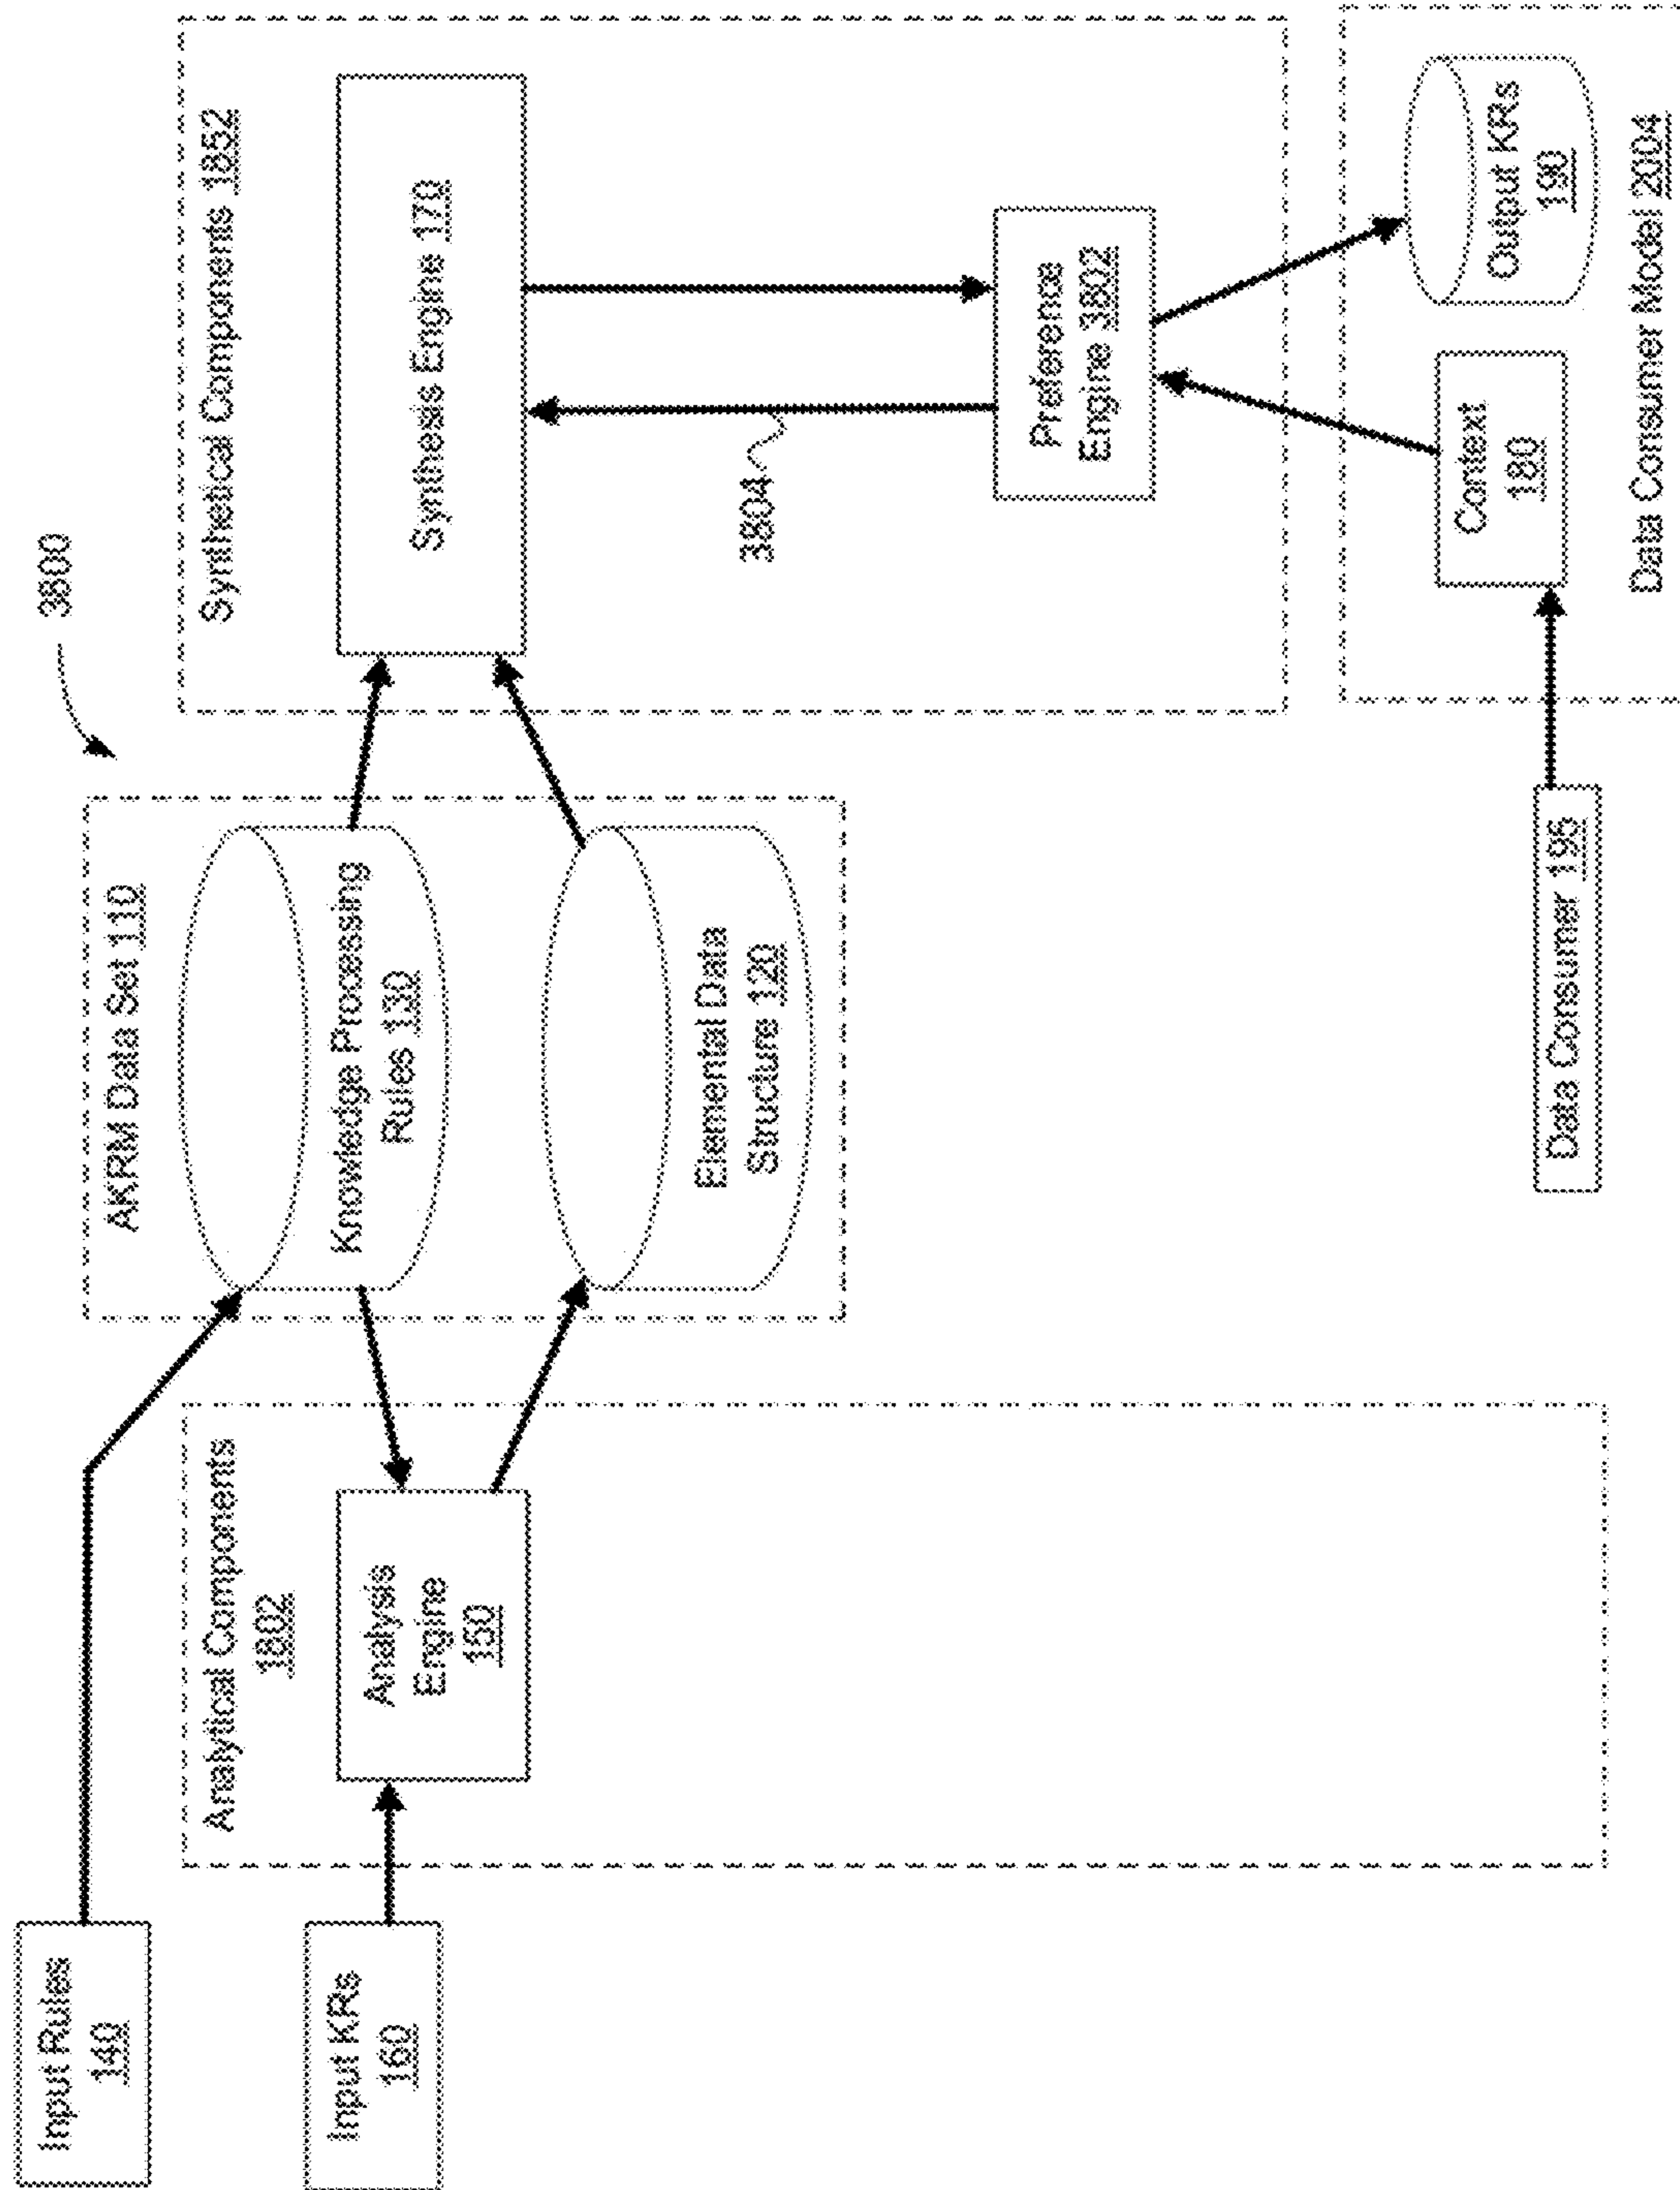 3800
Input Rules
140
Input KRs
160
Analytical Components
1802
Analysis
Engine
150
AKRM Data Set 110
Knowledge Processing
Rules 130
Elemental Data
Structure 120
Synthetical Components 1852
Synthesis Engine 170
3804
Preference
Engine 3802
Data Consumer 195
Context
180
Output KRs
190
Data Consumer Model 2004